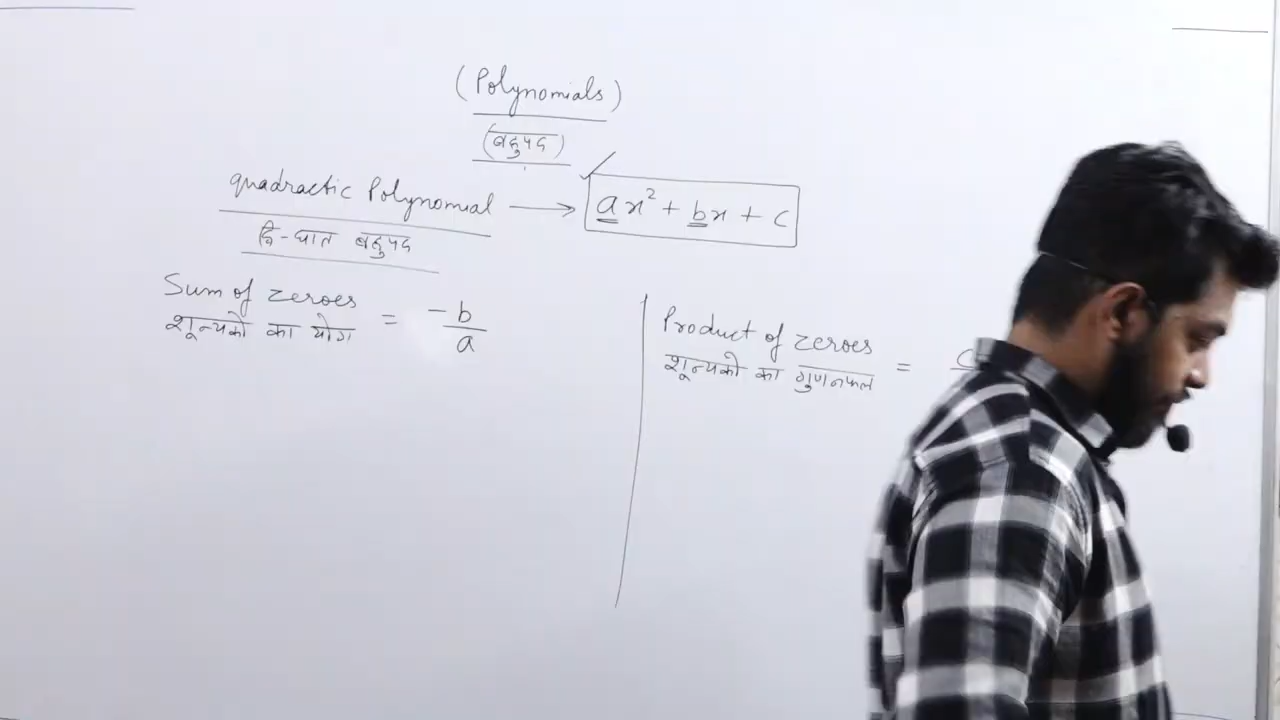 (Polynomials)
(बहुपद)
quadractic Polynomial → ax² + bx + c
द्वि-घात बहुपद
Sum of zeroes
शून्यको का योग = -b/a
Product of zeroes
शून्यको का गुणनफल = c